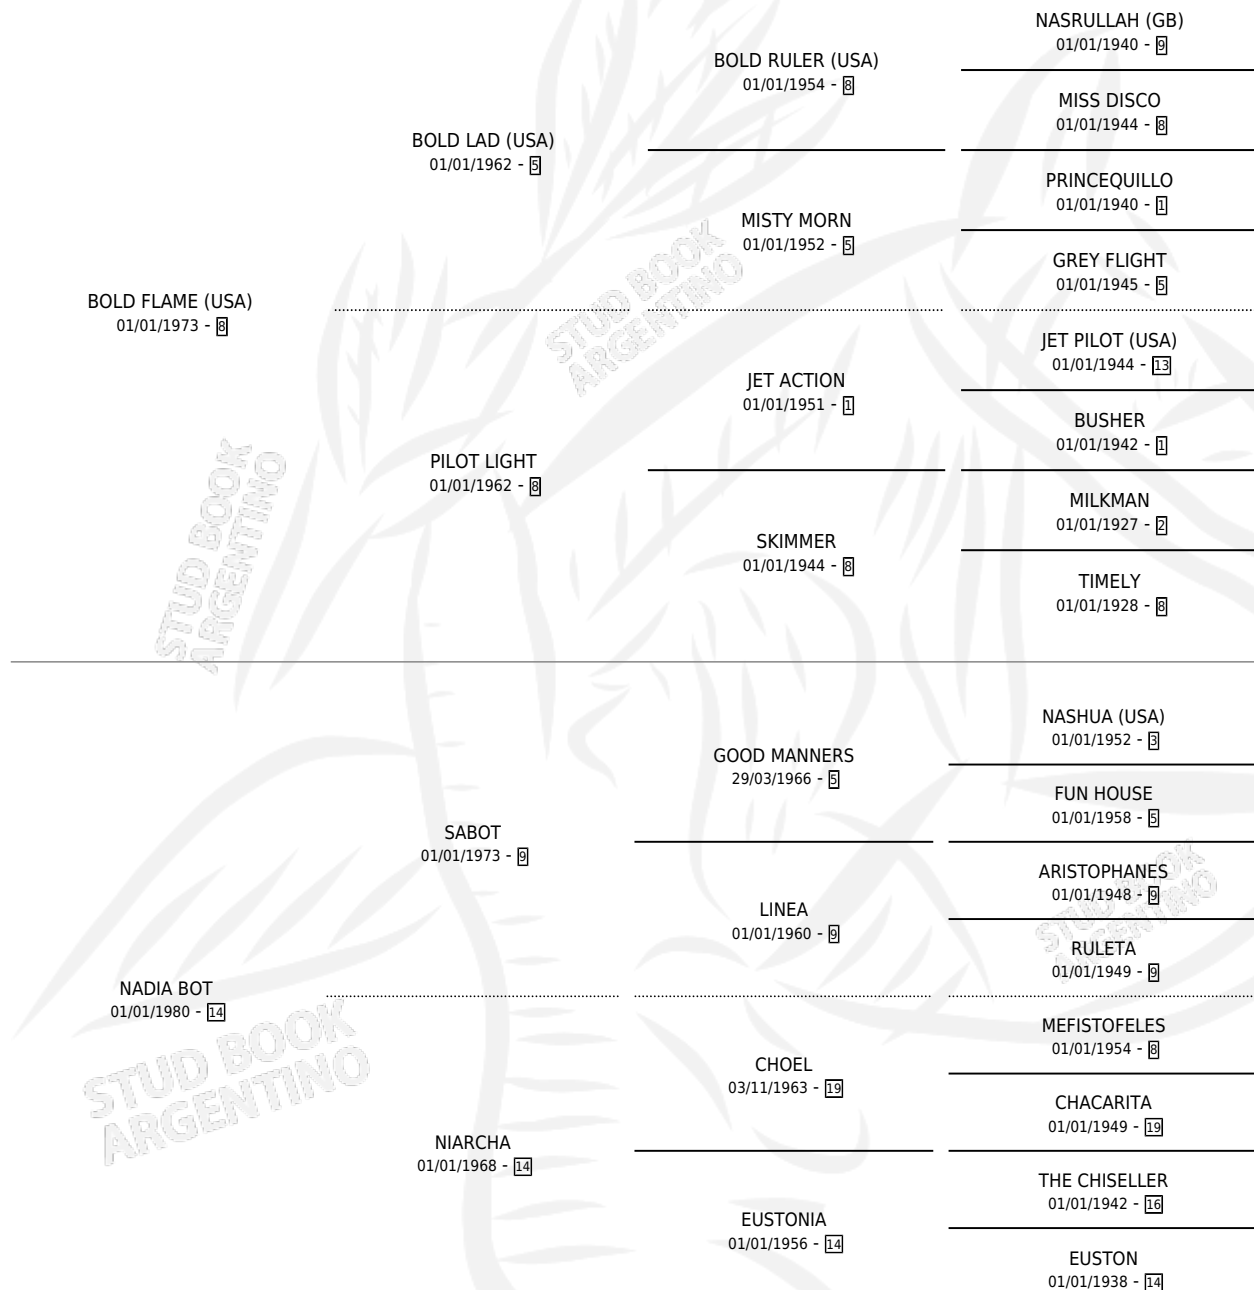 NASRULLAH (GB)
01/01/1940 - 9
BOLD RULER (USA)
01/01/1954 - 8
MISS DISCO
01/01/1944 - 8
BOLD LAD (USA)
01/01/1962 - 5
PRINCEQUILLO
01/01/1940 - 1
MISTY MORN
01/01/1952 - 5
GREY FLIGHT
01/01/1945 - 5
BOLD FLAME (USA)
01/01/1973 - 8
JET PILOT (USA)
01/01/1944 - 13
JET ACTION
01/01/1951 - 1
BUSHER
01/01/1942 - 1
PILOT LIGHT
01/01/1962 - 8
MILKMAN
01/01/1927 - 2
SKIMMER
01/01/1944 - 8
TIMELY
01/01/1928 - 8
NASHUA (USA)
01/01/1952 - 3
GOOD MANNERS
29/03/1966 - 5
FUN HOUSE
01/01/1958 - 5
SABOT
01/01/1973 - 9
ARISTOPHANES
01/01/1948 - 9
LINEA
01/01/1960 - 9
RULETA
01/01/1949 - 9
NADIA BOT
01/01/1980 - 14
MEFISTOFELES
01/01/1954 - 8
CHOEL
03/11/1963 - 19
CHACARITA
01/01/1949 - 19
NIARCHA
01/01/1968 - 14
THE CHISELLER
01/01/1942 - 16
EUSTONIA
01/01/1956 - 14
EUSTON
01/01/1938 - 14
STUD BOOK
ARGENTINO
STUD BOOK
ARGENTINO
STUD BOOK
ARGENTINO
STUD BOOK
ARGENTINO